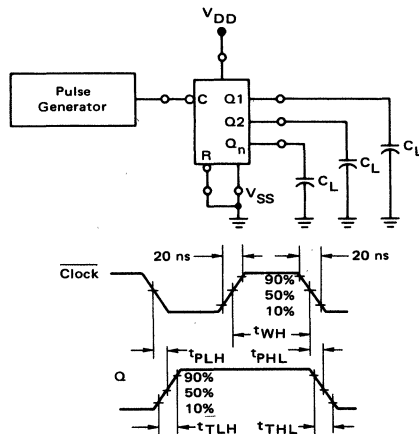 VDD
Pulse
Generator
C
Q1
Q2
Qn
R
VSS
CL
CL
CL
20 ns
20 ns
Clock
90%
50%
10%
tWH
tPLH
tPHL
Q
90%
50%
10%
tTLH
tTHL